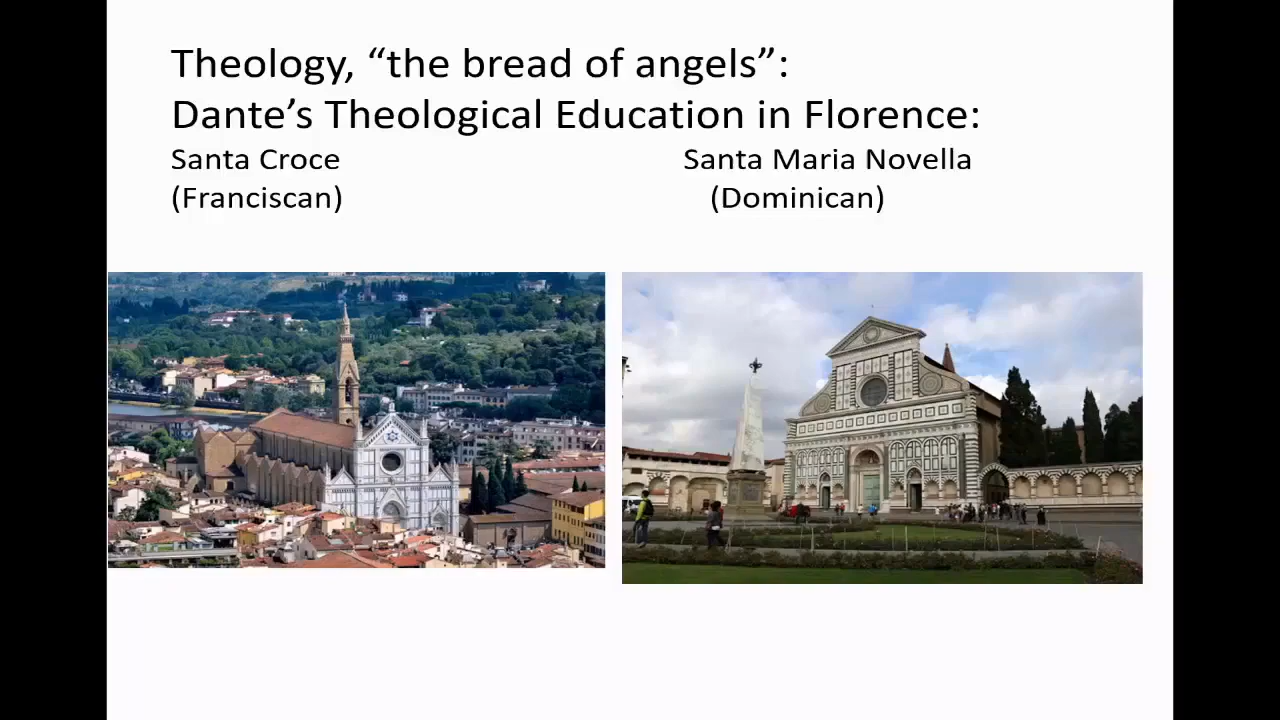 Theology, “the bread of angels”:
Dante’s Theological Education in Florence:
Santa Croce Santa Maria Novella
(Franciscan) (Dominican)